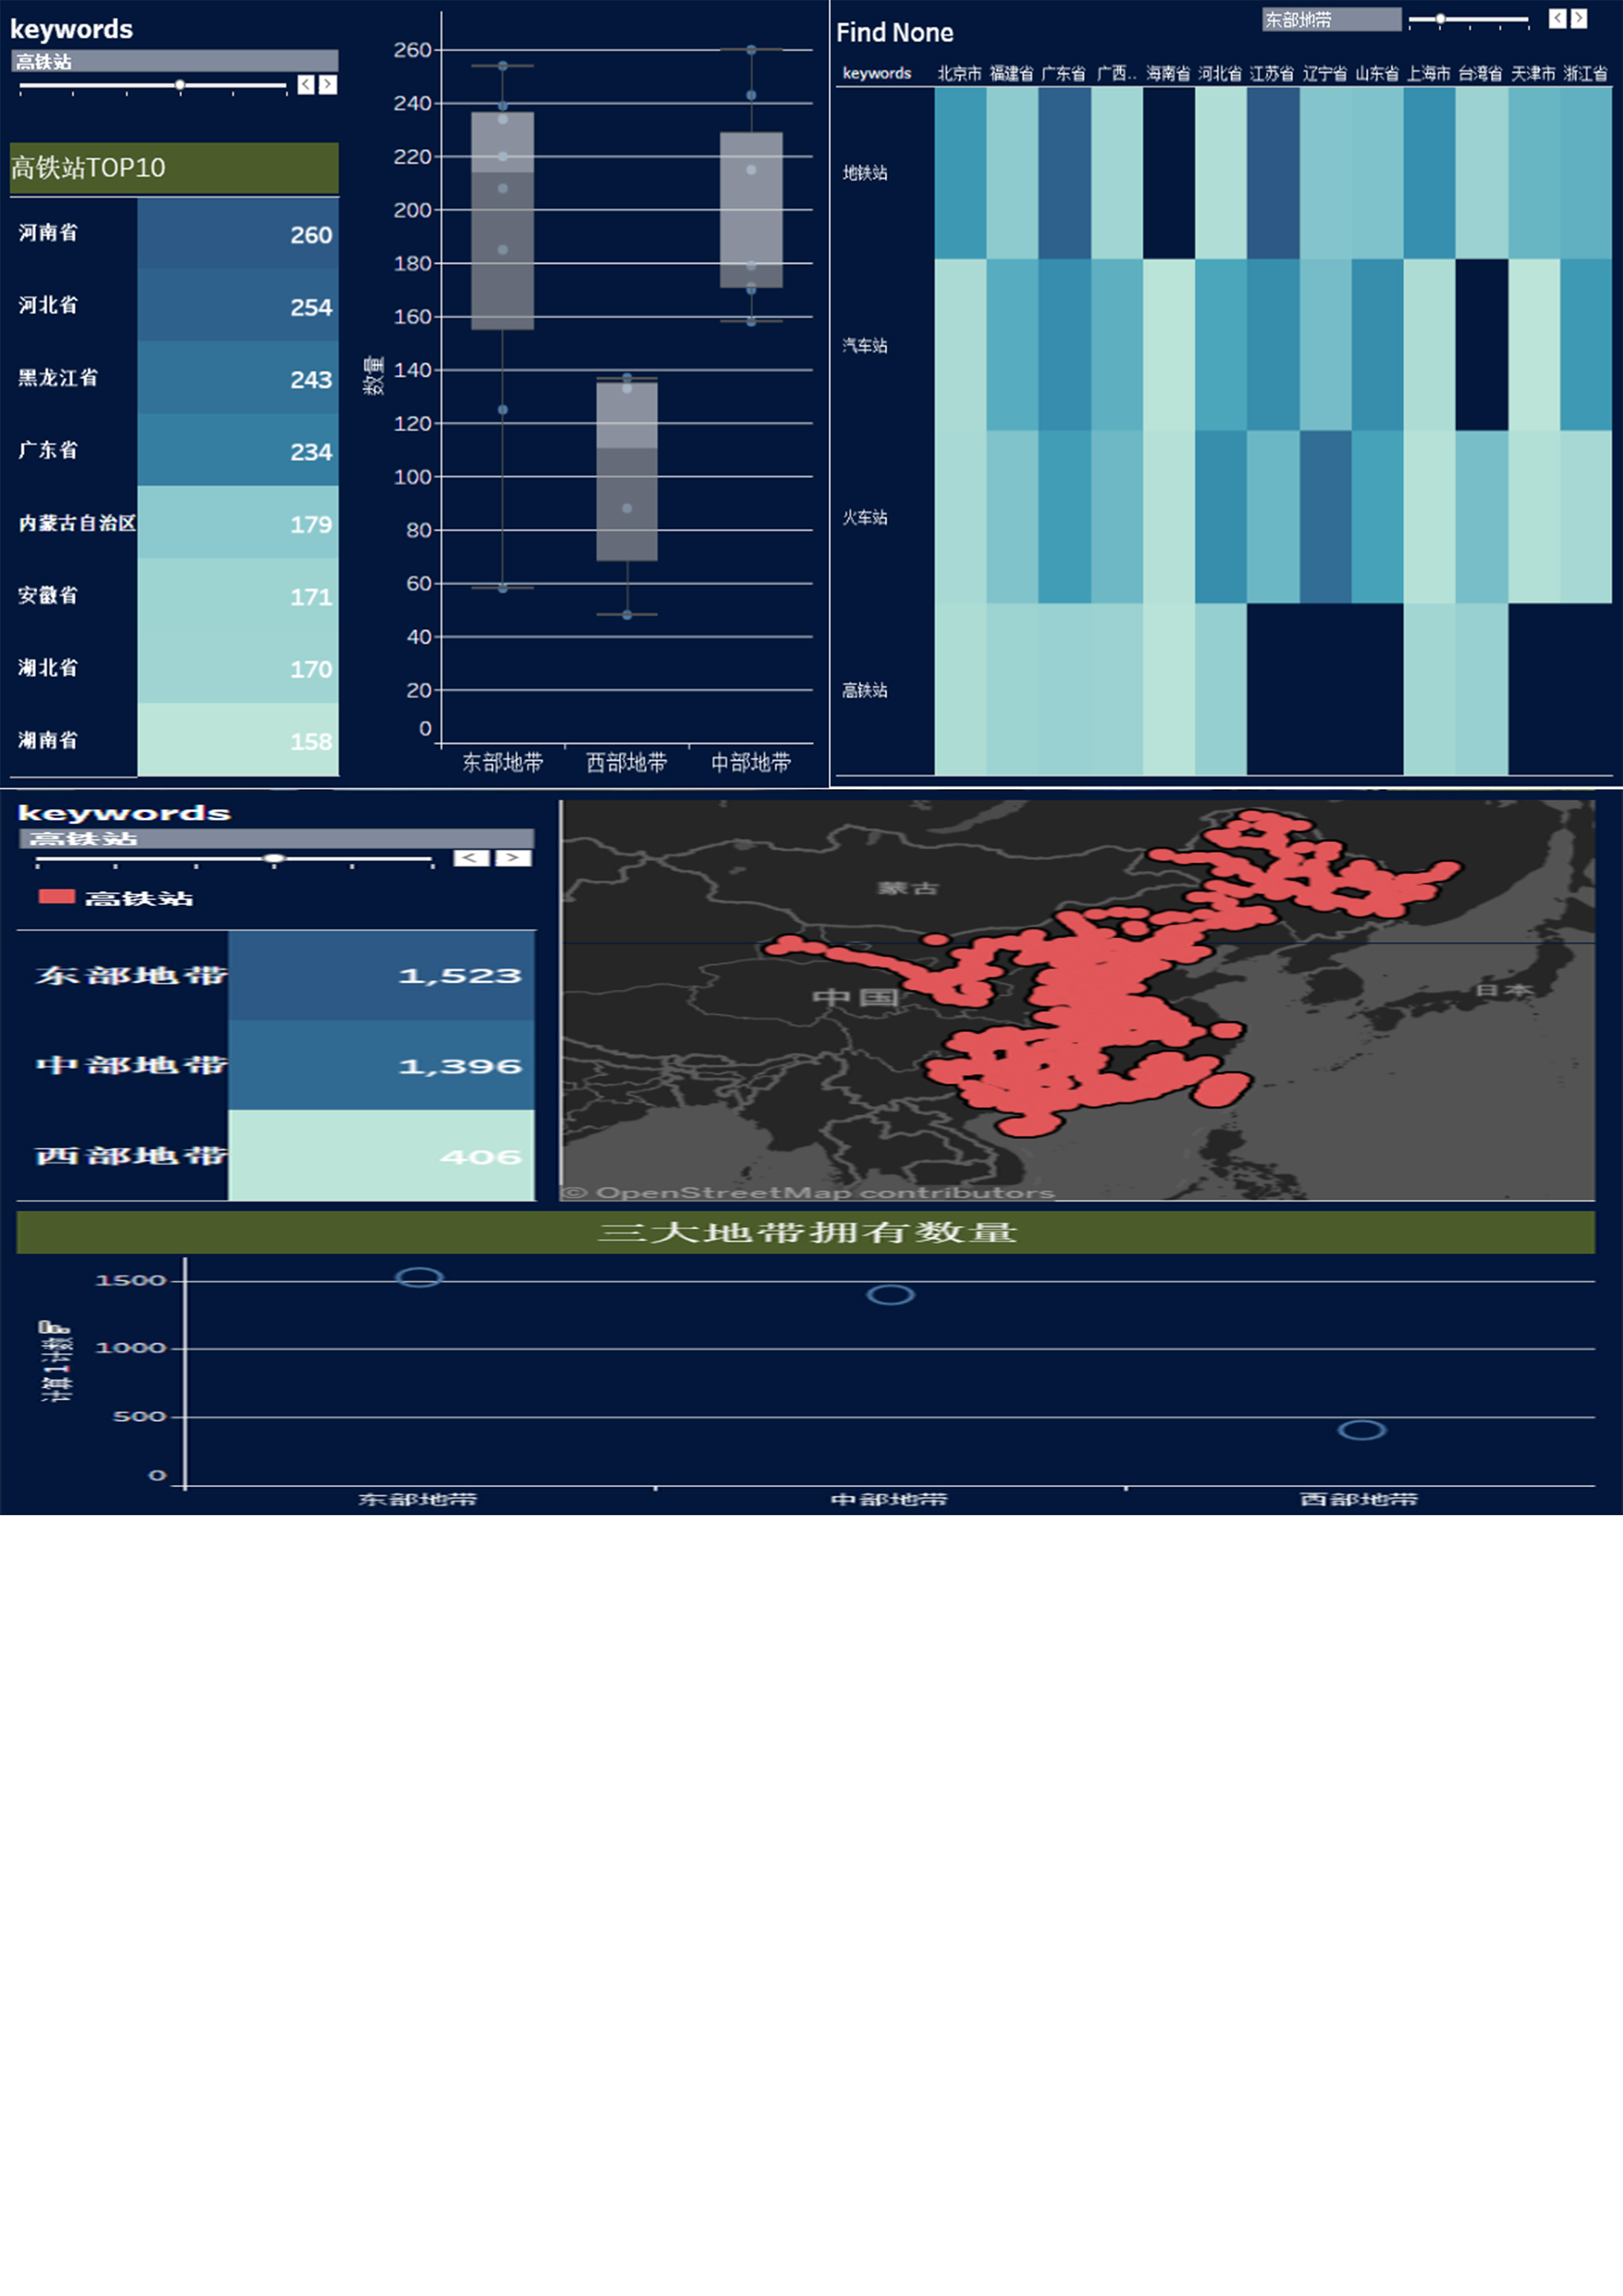 keywords
高铁站
高铁站TOP10
河南省 260
河北省 254
黑龙江省 243
广东省 234
内蒙古自治区 179
安徽省 171
湖北省 170
湖南省 158
数量
260
240
220
200
180
160
140
120
100
80
60
40
20
0
东部地带 西部地带 中部地带
Find None
东部地带
keywords 北京市 福建省 广东省 广西.. 海南省 河北省 江苏省 辽宁省 山东省 上海市 台湾省 天津市 浙江省
地铁站
汽车站
火车站
高铁站
keywords
高铁站
高铁站
东部地带 1,523
中部地带 1,396
西部地带 406
蒙古
中国
日本
© OpenStreetMap contributors
三大地带拥有数量
计算1计数
1500
1000
500
0
东部地带 中部地带 西部地带